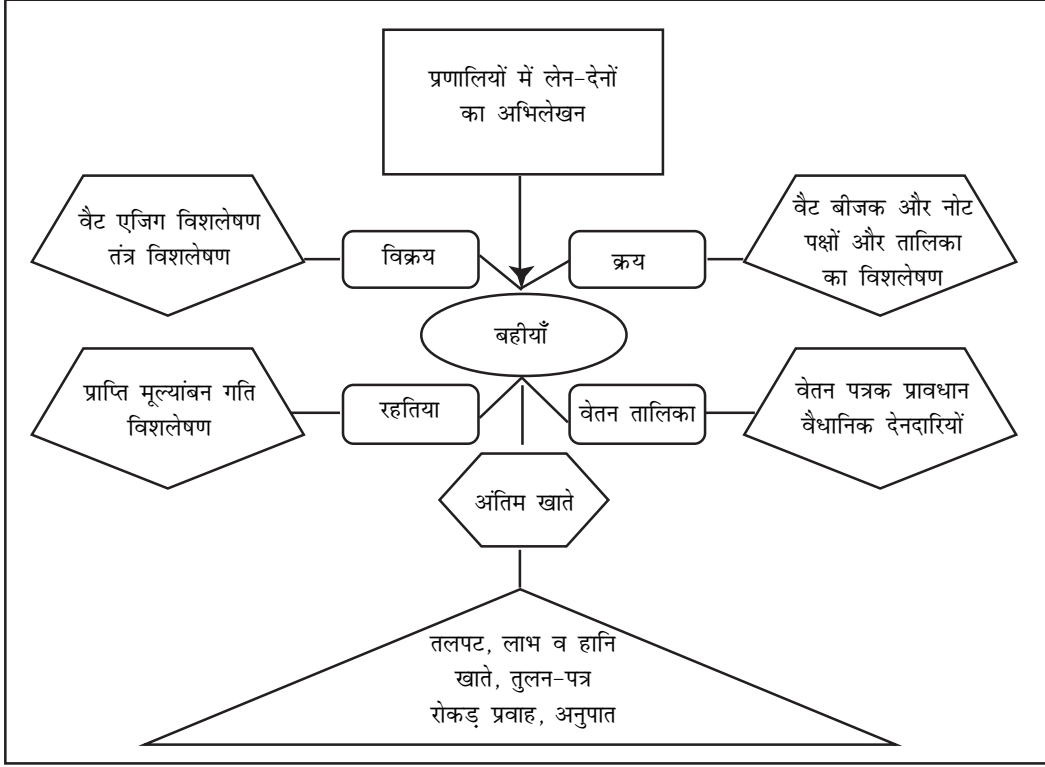 प्रणालियों में लेन-देनों
का अभिलेखन
वैट एजिग विशलेषण
तंत्र विशलेषण
विक्रय
क्रय
वैट बीजक और नोट
पक्षों और तालिका
का विशलेषण
बहीयाँ
प्राप्ति मूल्यांबन गति
विशलेषण
रहतिया
वेतन तालिका
वेतन पत्रक प्रावधान
वैधानिक देनदारियों
अंतिम खाते
तलपट, लाभ व हानि
खाते, तुलन-पत्र
रोकड़ प्रवाह, अनुपात